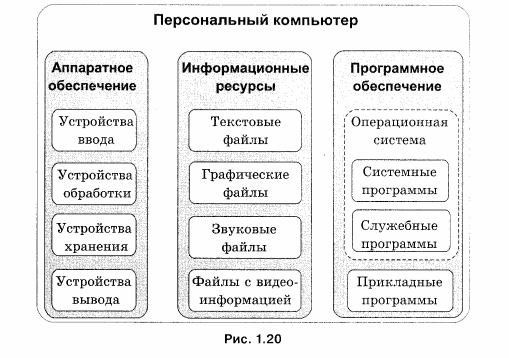 Персональный компьютер
Аппаратное
обеспечение
Устройства
ввода
Устройства
обработки
Устройства
хранения
Устройства
вывода
Информационные
ресурсы
Текстовые
файлы
Графические
файлы
Звуковые
файлы
Файлы с видео-
информацией
Программное
обеспечение
Операционная
система
Системные
программы
Служебные
программы
Прикладные
программы
Рис. 1.20